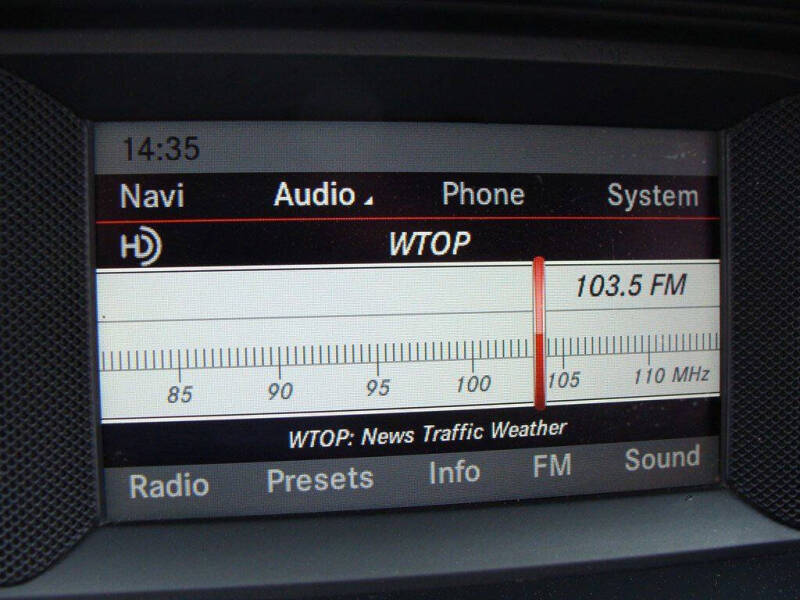 14:35
Navi Audio Phone System
HD WTOP
103.5 FM
85 90 95 100 105 110 MHz
WTOP: News Traffic Weather
Radio Presets Info FM Sound